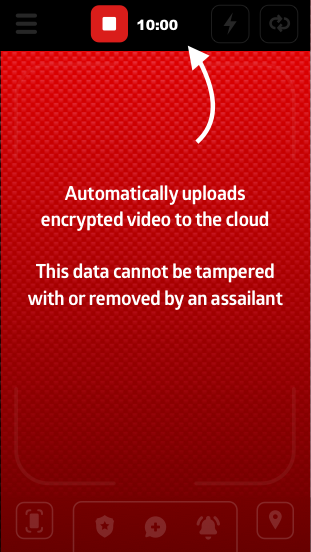 10:00
Automatically uploads
encrypted video to the cloud
This data cannot be tampered
with or removed by an assailant